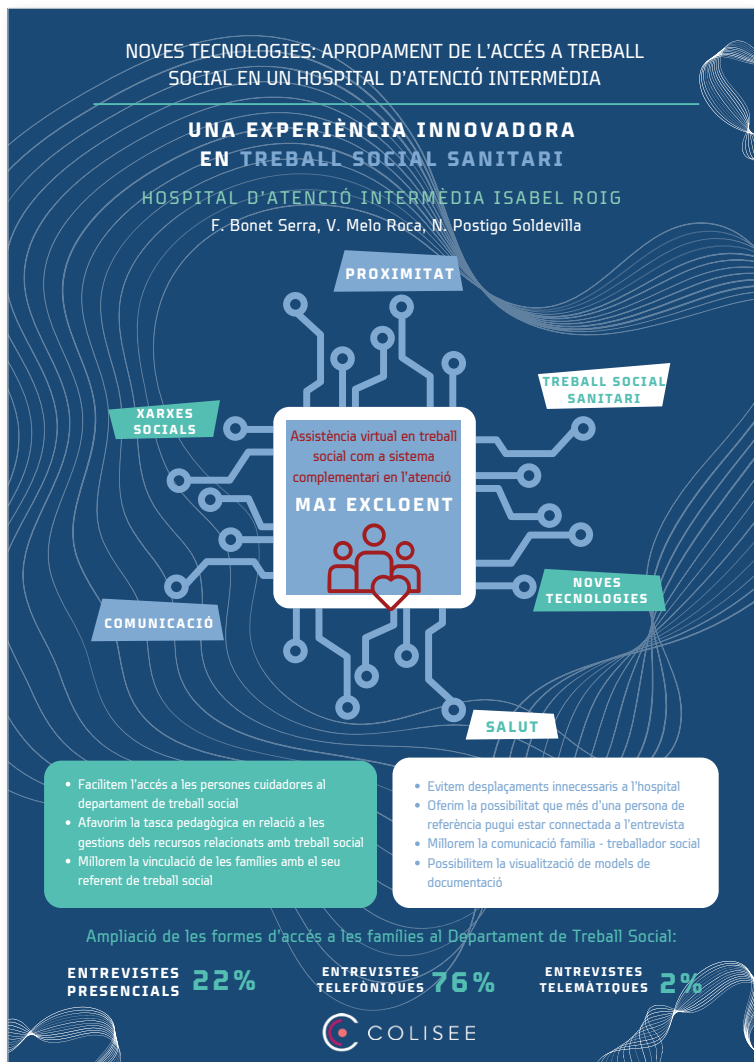 NOVES TECNOLOGIES: APROPAMENT DE L'ACCÉS A TREBALL
SOCIAL EN UN HOSPITAL D'ATENCIÓ INTERMÈDIA
UNA EXPERIÈNCIA INNOVADORA
EN TREBALL SOCIAL SANITARI
HOSPITAL D'ATENCIÓ INTERMÈDIA ISABEL ROIG
F. Bonet Serra, V. Melo Roca, N. Postigo Soldevilla
PROXIMITAT
TREBALL SOCIAL
SANITARI
XARXES
SOCIALS
Assistència virtual en treball
social com a sistema
complementari en l'atenció
MAI EXCLOENT
NOVES
TECNOLOGIES
COMUNICACIÓ
SALUT
• Facilitem l'accés a les persones cuidadores al
departament de treball social
• Afavorim la tasca pedagògica en relació a les
gestions dels recursos relacionats amb treball social
• Millorem la vinculació de les famílies amb el seu
referent de treball social
• Evitem desplaçaments innecessaris a l'hospital
• Oferim la possibilitat que més d'una persona de
referència pugui estar connectada a l'entrevista
• Millorem la comunicació família - treballador social
• Possibilitem la visualització de models de
documentació
Ampliació de les formes d'accés a les famílies al Departament de Treball Social:
ENTREVISTES
PRESENCIALS 22%
ENTREVISTES
TELEFÒNIQUES 76%
ENTREVISTES
TELEMÀTIQUES 2%
COLISEE